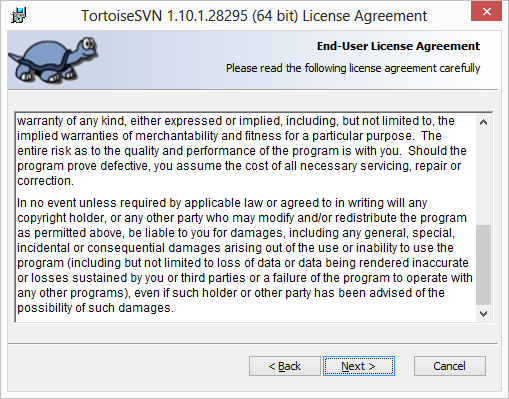 TortoiseSVN 1.10.1.28295 (64 bit) License Agreement
End-User License Agreement
Please read the following license agreement carefully
warranty of any kind, either expressed or implied, including, but not limited to, the
implied warranties of merchantability and fitness for a particular purpose.  The
entire risk as to the quality and performance of the program is with you.  Should the
program prove defective, you assume the cost of all necessary servicing, repair or
correction.
In no event unless required by applicable law or agreed to in writing will any
copyright holder, or any other party who may modify and/or redistribute the program
as permitted above, be liable to you for damages, including any general, special,
incidental or consequential damages arising out of the use or inability to use the
program (including but not limited to loss of data or data being rendered inaccurate
or losses sustained by you or third parties or a failure of the program to operate with
any other programs), even if such holder or other party has been advised of the
possibility of such damages.
< Back
Next >
Cancel